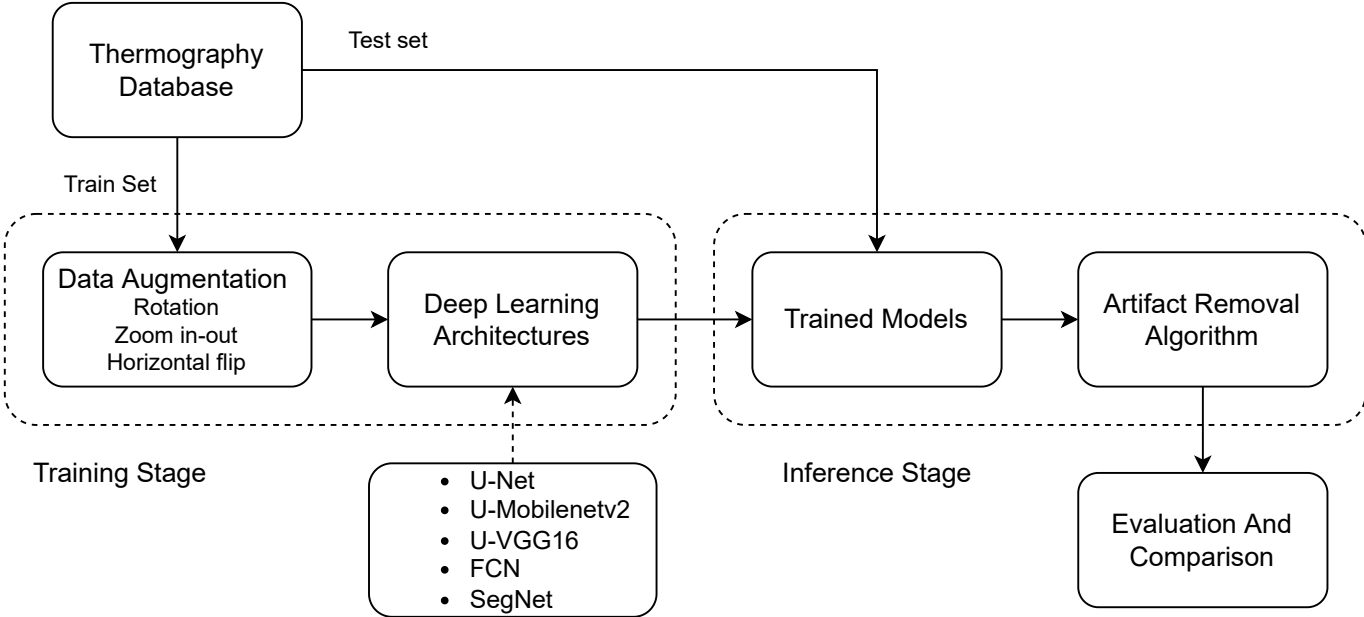 Thermography
Database
Test set
Train Set
Data Augmentation
Rotation
Zoom in-out
Horizontal flip
Deep Learning
Architectures
Trained Models
Artifact Removal
Algorithm
Training Stage
• U-Net
• U-Mobilenetv2
• U-VGG16
• FCN
• SegNet
Inference Stage
Evaluation And
Comparison